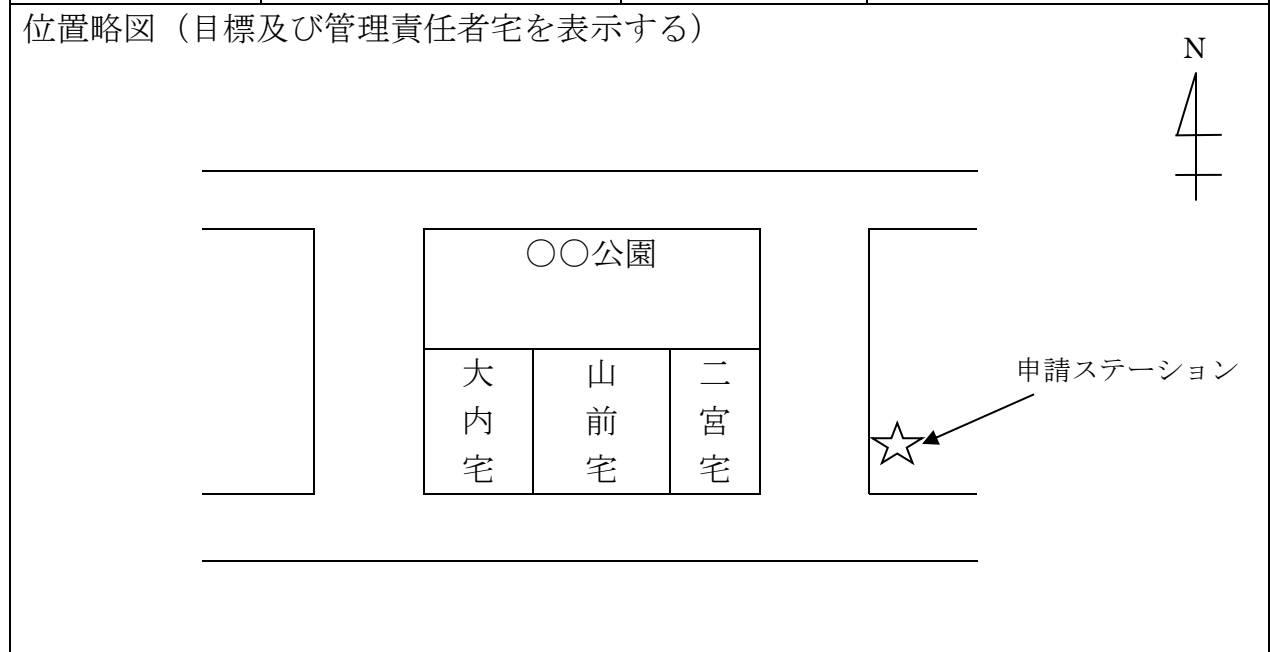 位置略図（目標及び管理責任者宅を表示する）
N
○○公園
大内宅
山前宅
二宮宅
申請ステーション